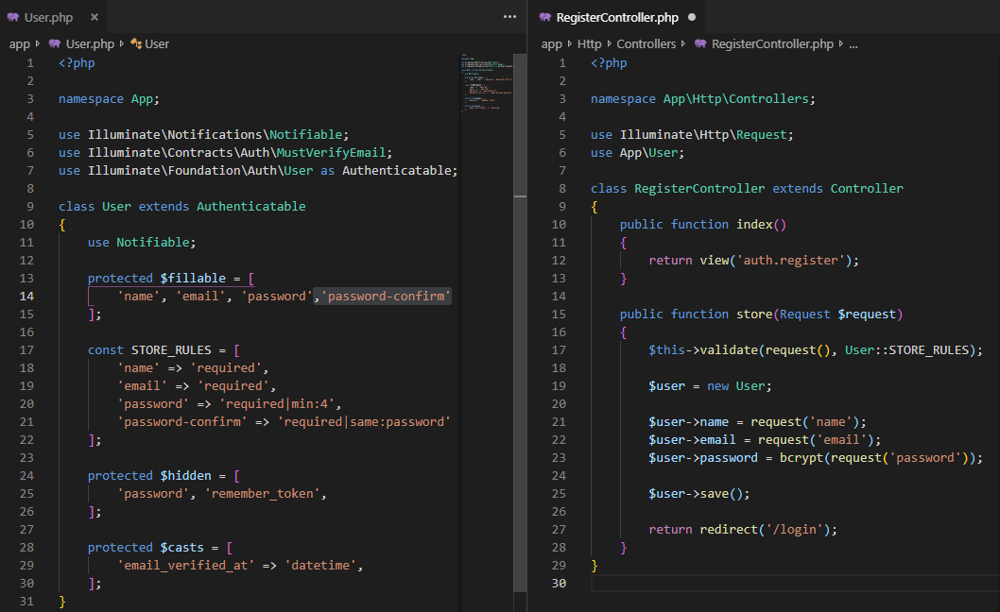 User.php × ···
app › User.php › User
1 <?php
2
3 namespace App;
4
5 use Illuminate\Notifications\Notifiable;
6 use Illuminate\Contracts\Auth\MustVerifyEmail;
7 use Illuminate\Foundation\Auth\User as Authenticatable;
8
9 class User extends Authenticatable
10 {
11     use Notifiable;
12
13     protected $fillable = [
14         'name', 'email', 'password','password-confirm'
15     ];
16
17     const STORE_RULES = [
18         'name' => 'required',
19         'email' => 'required',
20         'password' => 'required|min:4',
21         'password-confirm' => 'required|same:password'
22     ];
23
24     protected $hidden = [
25         'password', 'remember_token',
26     ];
27
28     protected $casts = [
29         'email_verified_at' => 'datetime',
30     ];
31 }
RegisterController.php ●
app › Http › Controllers › RegisterController.php › ...
1 <?php
2
3 namespace App\Http\Controllers;
4
5 use Illuminate\Http\Request;
6 use App\User;
7
8 class RegisterController extends Controller
9 {
10     public function index()
11     {
12         return view('auth.register');
13     }
14
15     public function store(Request $request)
16     {
17         $this->validate(request(), User::STORE_RULES);
18
19         $user = new User;
20
21         $user->name = request('name');
22         $user->email = request('email');
23         $user->password = bcrypt(request('password'));
24
25         $user->save();
26
27         return redirect('/login');
28     }
29 }
30